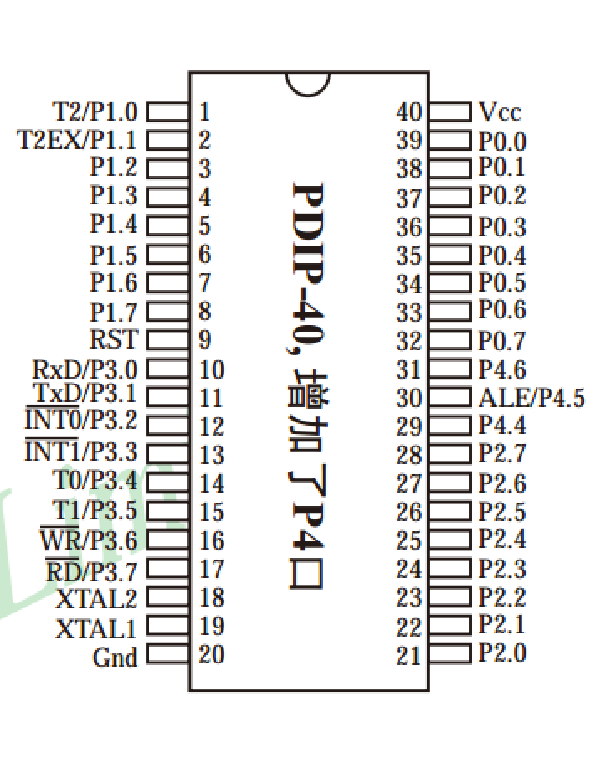 T2/P1.0 1 40 Vcc
T2EX/P1.1 2 39 P0.0
P1.2 3 38 P0.1
P1.3 4 37 P0.2
P1.4 5 36 P0.3
P1.5 6 35 P0.4
P1.6 7 34 P0.5
P1.7 8 33 P0.6
RST 9 32 P0.7
RxD/P3.0 10 31 P4.6
TxD/P3.1 11 30 ALE/P4.5
INT0/P3.2 12 29 P4.4
INT1/P3.3 13 28 P2.7
T0/P3.4 14 27 P2.6
T1/P3.5 15 26 P2.5
WR/P3.6 16 25 P2.4
RD/P3.7 17 24 P2.3
XTAL2 18 23 P2.2
XTAL1 19 22 P2.1
Gnd 20 21 P2.0
PDIP-40, 增加了P4口
Lim